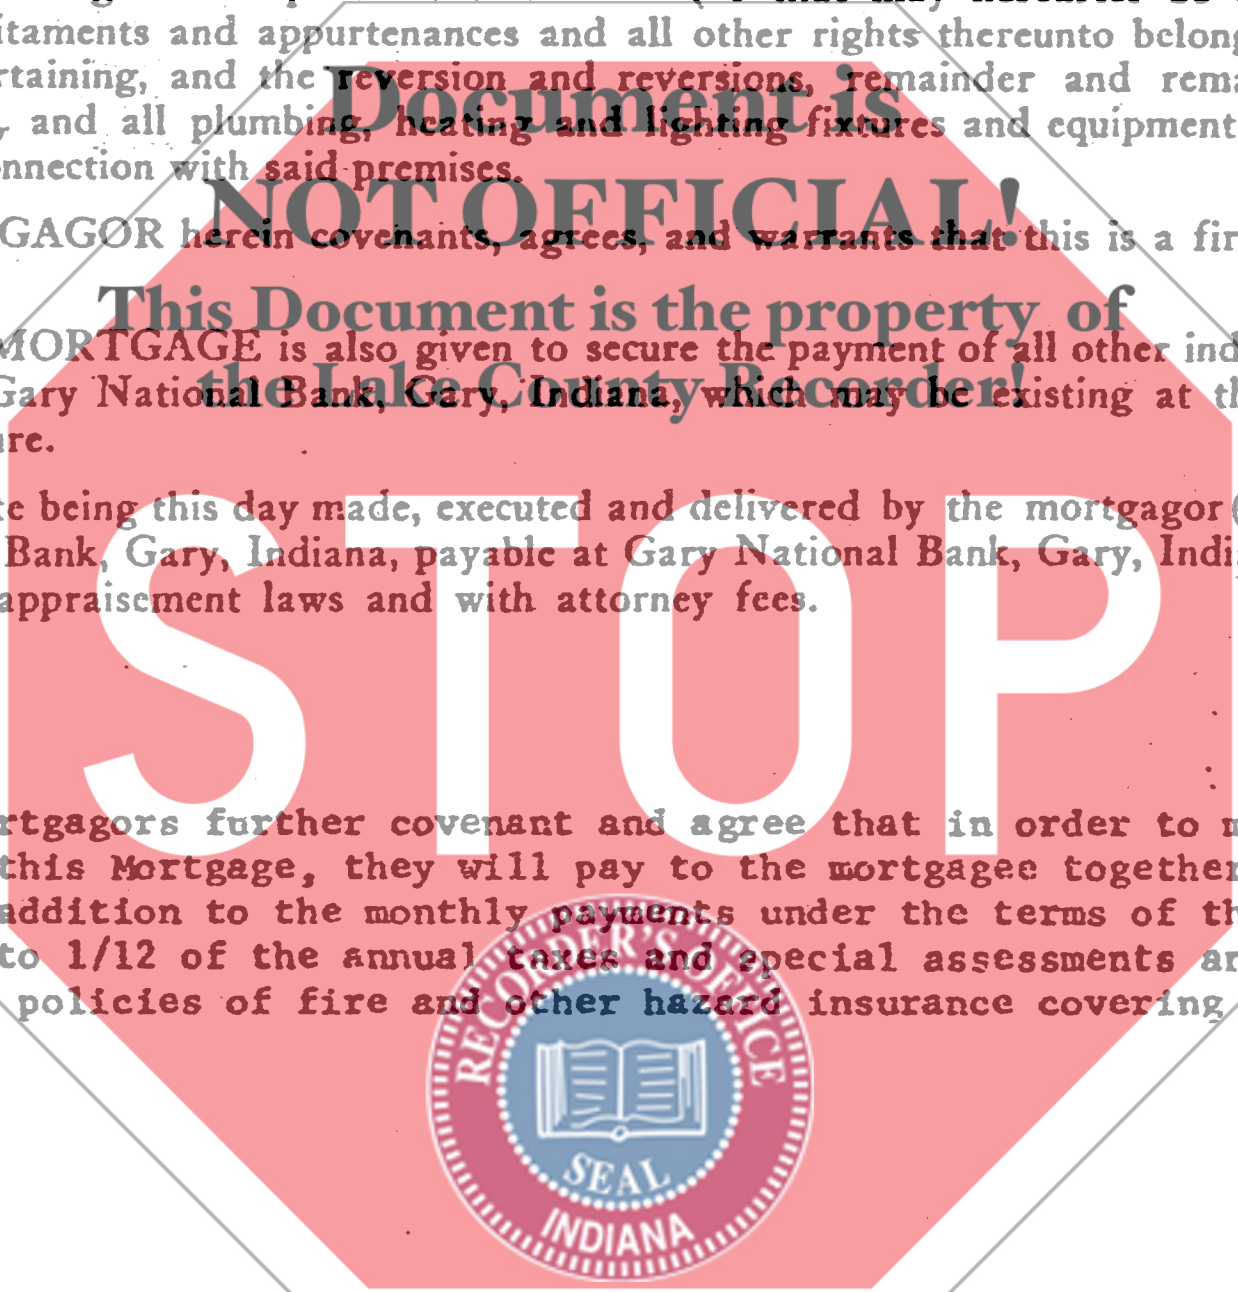 that may hereafter be
itaments and appurtenances and all other rights thereunto belong
rtaining, and the reversion and reversions, remainder and rema
Document is
and all plumbing, heating and lighting fixtures and equipment
nnection with said premises.
NOT OFFICIAL!
GAGOR herein covenants, agrees, and warrants that this is a fir
This Document is the property of
MORTGAGE is also given to secure the payment of all other ind
the Lake County Recorder!
Gary National Bank, Gary, Indiana, which may be existing at th
re.
te being this day made, executed and delivered by the mortgagor(
Bank, Gary, Indiana, payable at Gary National Bank, Gary, Indi
appraisement laws and with attorney fees.
STOP
rtgagors further covenant and agree that in order to m
this Mortgage, they will pay to the mortgagee together
addition to the monthly payments under the terms of th
to 1/12 of the annual taxes and special assessments an
policies of fire and other hazard insurance covering
RECORDER'S OFFICE
SEAL
INDIANA